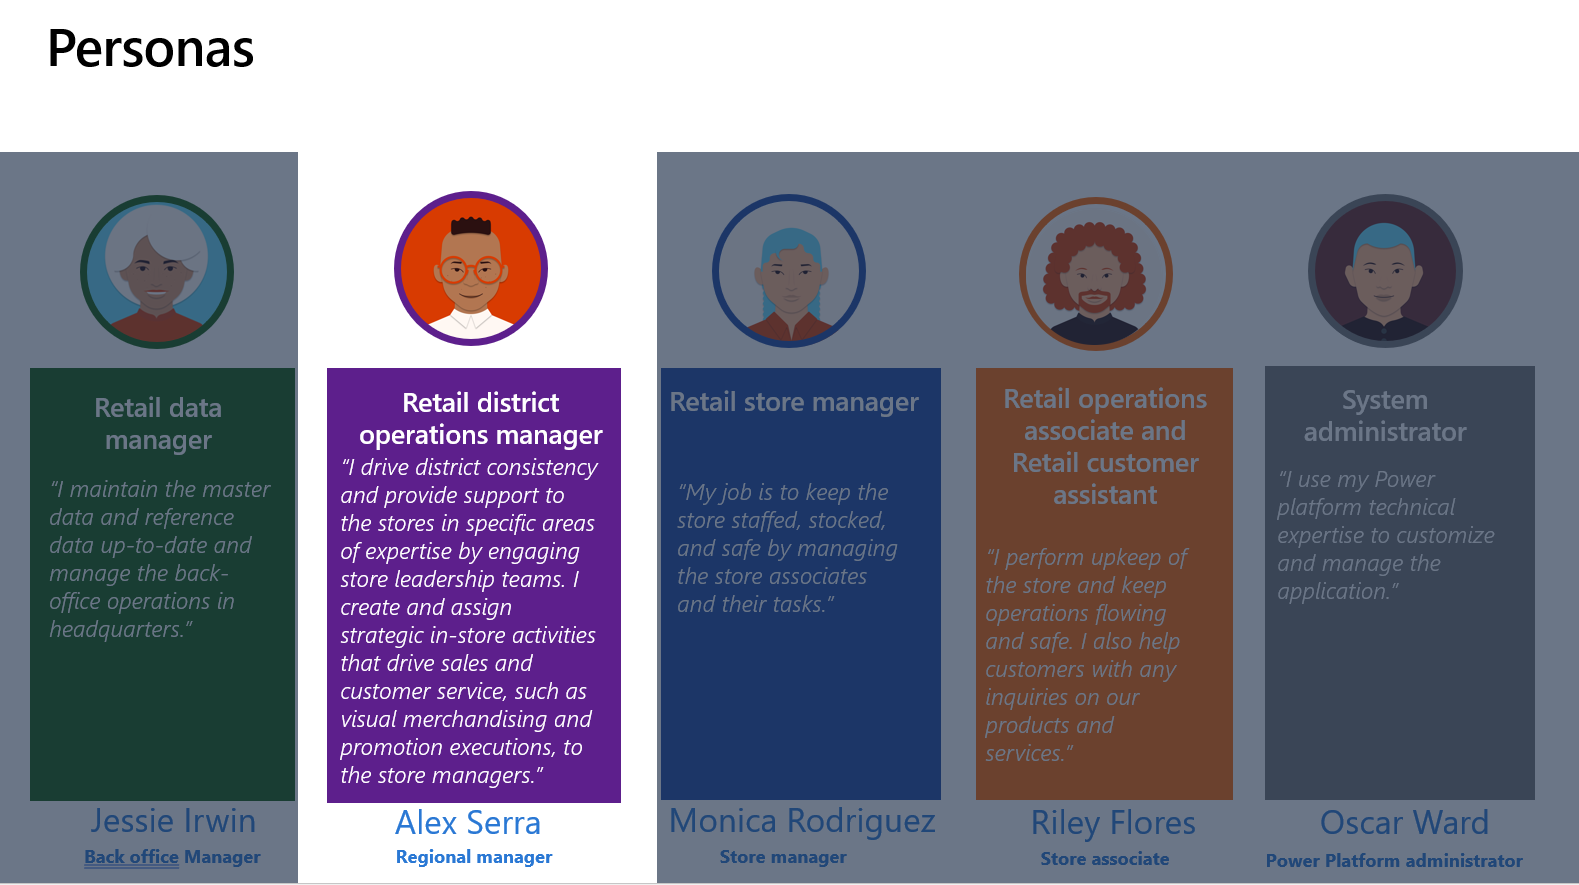 Personas
Retail data
manager
“I maintain the master
data and reference
data up-to-date and
manage the back-
office operations in
headquarters.”
Jessie Irwin
Back office Manager
Retail district
operations manager
“I drive district consistency
and provide support to
the stores in specific areas
of expertise by engaging
store leadership teams. I
create and assign
strategic in-store activities
that drive sales and
customer service, such as
visual merchandising and
promotion executions, to
the store managers.”
Alex Serra
Regional manager
Retail store manager
“My job is to keep the
store staffed, stocked,
and safe by managing
the store associates
and their tasks.”
Monica Rodriguez
Store manager
Retail operations
associate and
Retail customer
assistant
“I perform upkeep of
the store and keep
operations flowing
and safe. I also help
customers with any
inquiries on our
products and
services.”
Riley Flores
Store associate
System
administrator
“I use my Power
platform technical
expertise to customize
and manage the
application.”
Oscar Ward
Power Platform administrator